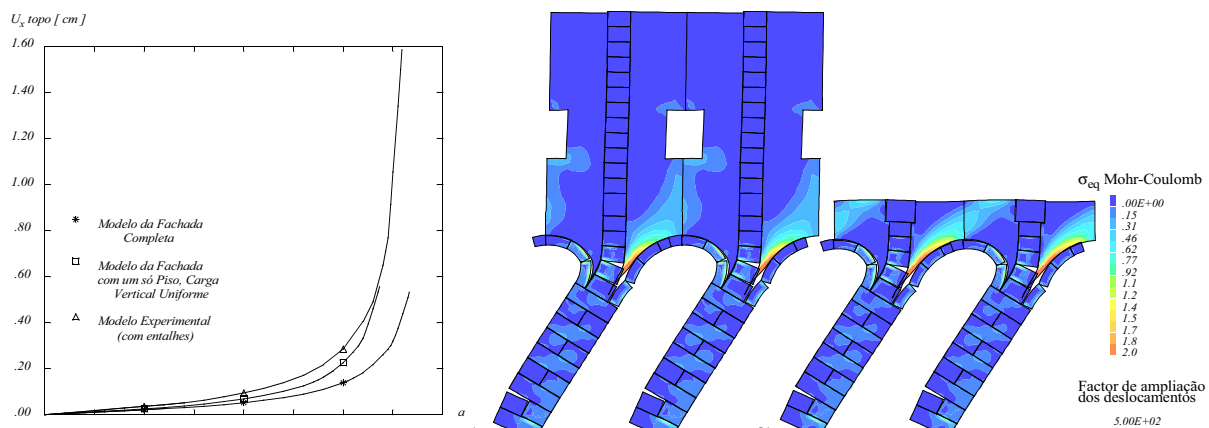 Ux topo [ cm ]
1.60
1.40
1.20
1.00
.80
.60
.40
.20
.00
a
Modelo da Fachada
Completa
Modelo da Fachada
com um só Piso, Carga
Vertical Uniforme
Modelo Experimental
(com entalhes)
σeq Mohr-Coulomb
.00E+00
.15
.31
.46
.62
.77
.92
1.1
1.2
1.4
1.5
1.7
1.8
2.0
Factor de ampliação
dos deslocamentos
5.00E+02